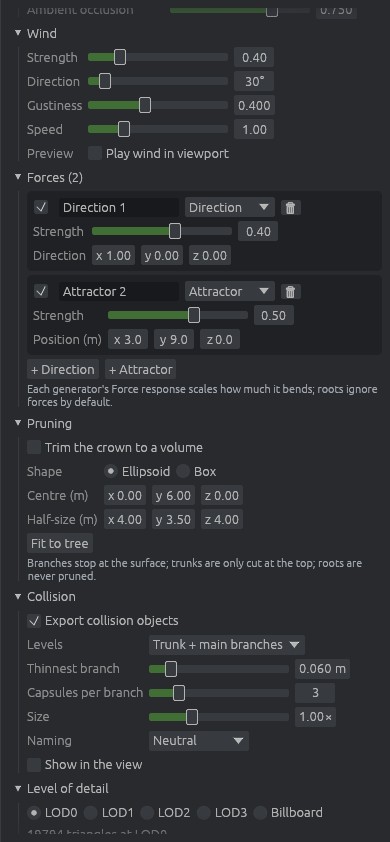 Ambient occlusion 0.750
Wind
Strength 0.40
Direction 30°
Gustiness 0.400
Speed 1.00
Preview Play wind in viewport
Forces (2)
Direction 1 Direction
Strength 0.40
Direction x 1.00 y 0.00 z 0.00
Attractor 2 Attractor
Strength 0.50
Position (m) x 3.0 y 9.0 z 0.0
+ Direction + Attractor
Each generator's Force response scales how much it bends; roots ignore
forces by default.
Pruning
Trim the crown to a volume
Shape Ellipsoid Box
Centre (m) x 0.00 y 6.00 z 0.00
Half-size (m) x 4.00 y 3.50 z 4.00
Fit to tree
Branches stop at the surface; trunks are only cut at the top; roots are
never pruned.
Collision
Export collision objects
Levels Trunk + main branches
Thinnest branch 0.060 m
Capsules per branch 3
Size 1.00×
Naming Neutral
Show in the view
Level of detail
LOD0 LOD1 LOD2 LOD3 Billboard
triangles at LOD0